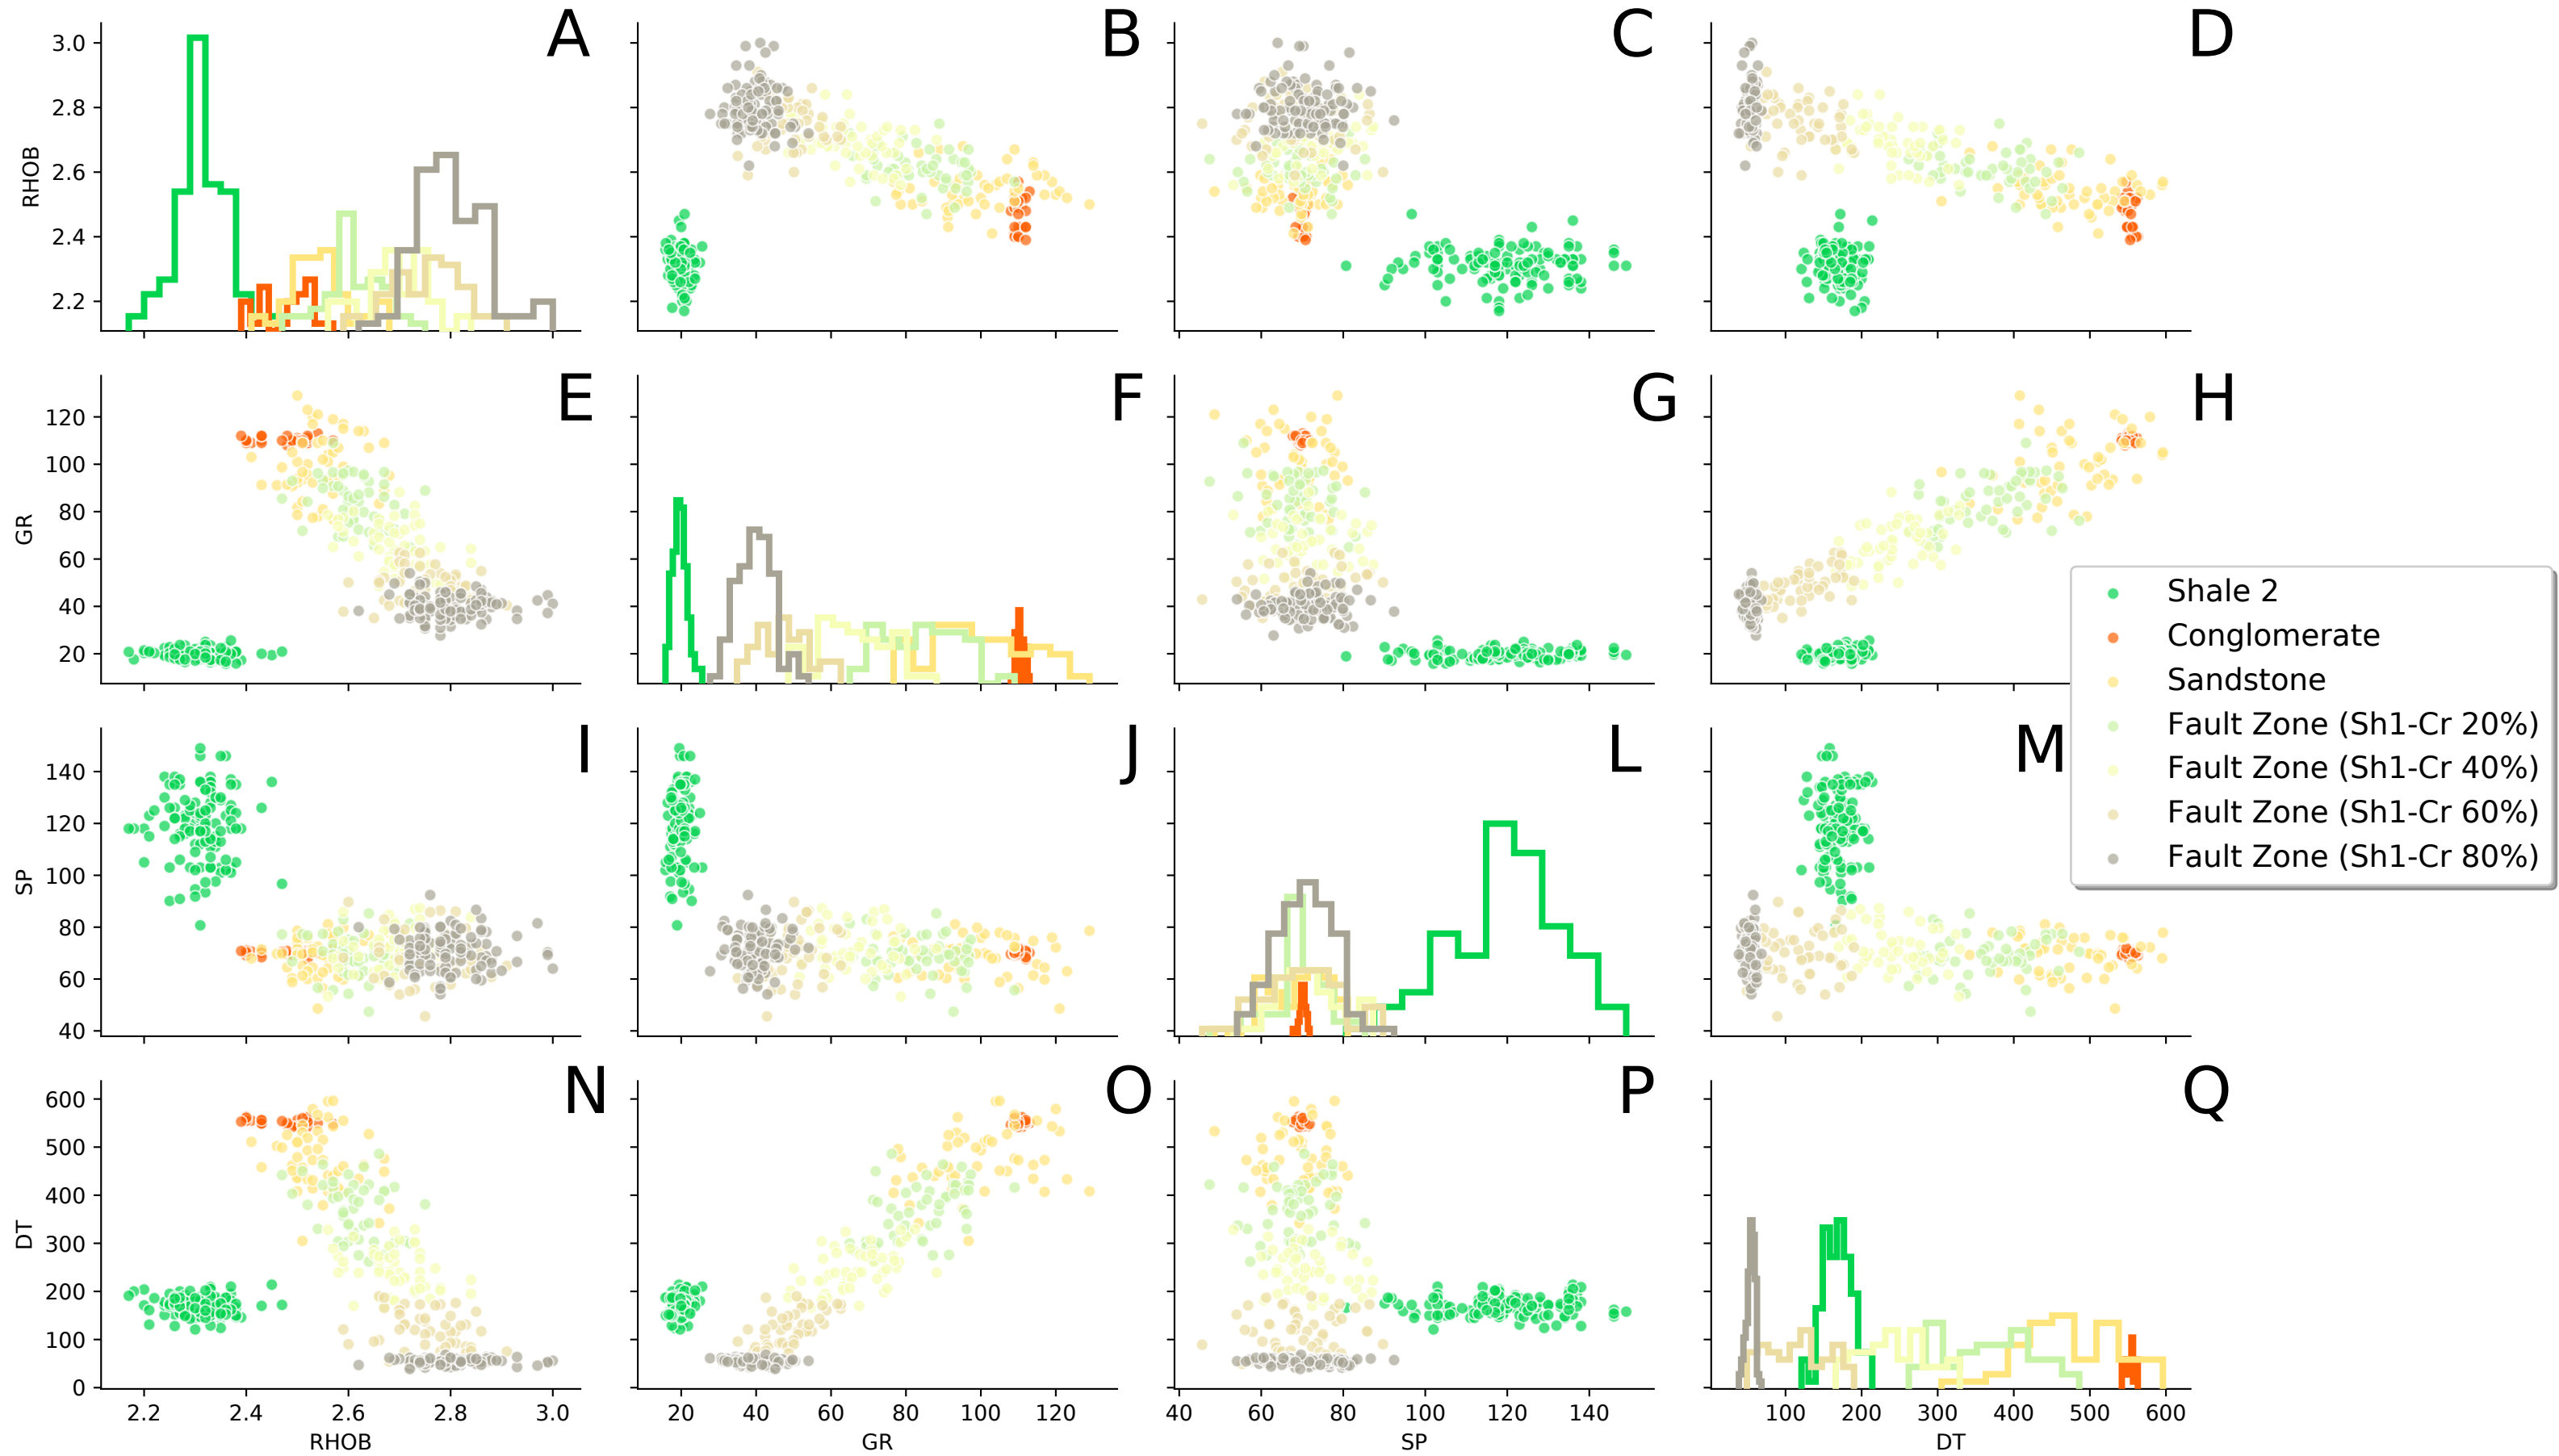 A B C D
RHOB
3.0
2.8
2.6
2.4
2.2
E F G H
GR
120
100
80
60
40
20
Shale 2
Conglomerate
Sandstone
Fault Zone (Sh1-Cr 20%)
Fault Zone (Sh1-Cr 40%)
Fault Zone (Sh1-Cr 60%)
Fault Zone (Sh1-Cr 80%)
I J L M
SP
140
120
100
80
60
40
N O P Q
DT
600
500
400
300
200
100
0
2.2 2.4 2.6 2.8 3.0 20 40 60 80 100 120 40 60 80 100 120 140 100 200 300 400 500 600
RHOB GR SP DT